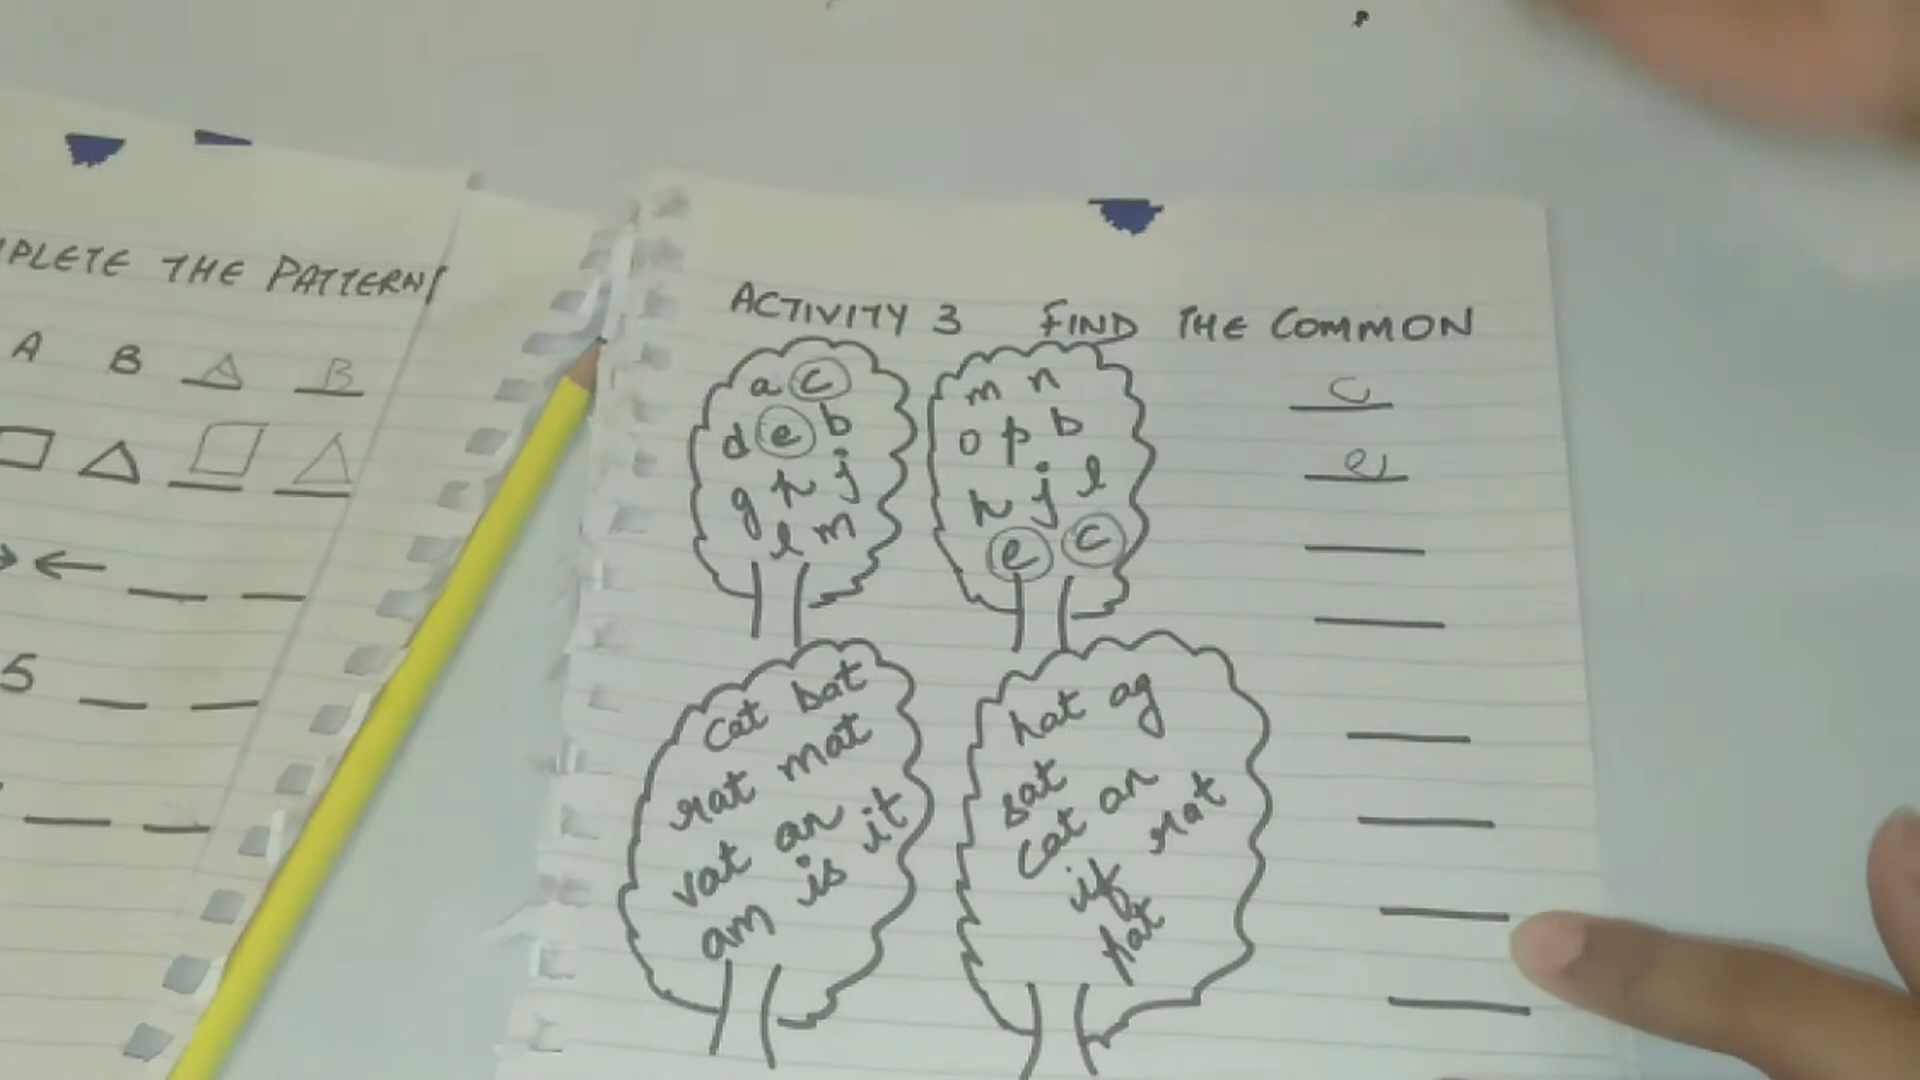 THE PATTERN
A B A B
5
ACTIVITY 3 FIND THE COMMON
a c
d e b
g h j
l m
m n
o p b
h j l
e c
c
e
cat bat
rat mat
vat an
is it
am
hat ag
sat
cat an
if rat
hat